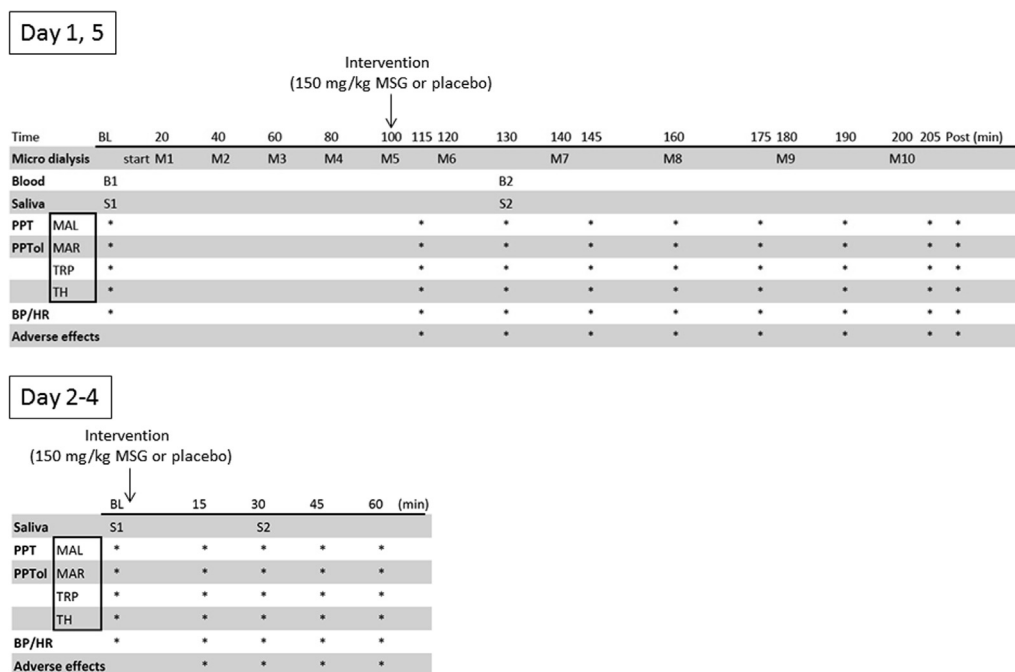 Day 1, 5
Intervention
(150 mg/kg MSG or placebo)
Time BL 20 40 60 80 100 115 120 130 140 145 160 175 180 190 200 205 Post (min)
Micro dialysis start M1 M2 M3 M4 M5 M6 M7 M8 M9 M10
Blood B1 B2
Saliva S1 S2
PPT MAL * * * * * * * * *
PPTol MAR * * * * * * * * *
TRP * * * * * * * * *
TH * * * * * * * * *
BP/HR * * * * * * * * *
Adverse effects * * * * * * * *
Day 2-4
Intervention
(150 mg/kg MSG or placebo)
BL 15 30 45 60 (min)
Saliva S1 S2
PPT MAL * * * * *
PPTol MAR * * * * *
TRP * * * * *
TH * * * * *
BP/HR * * * * *
Adverse effects * * * *